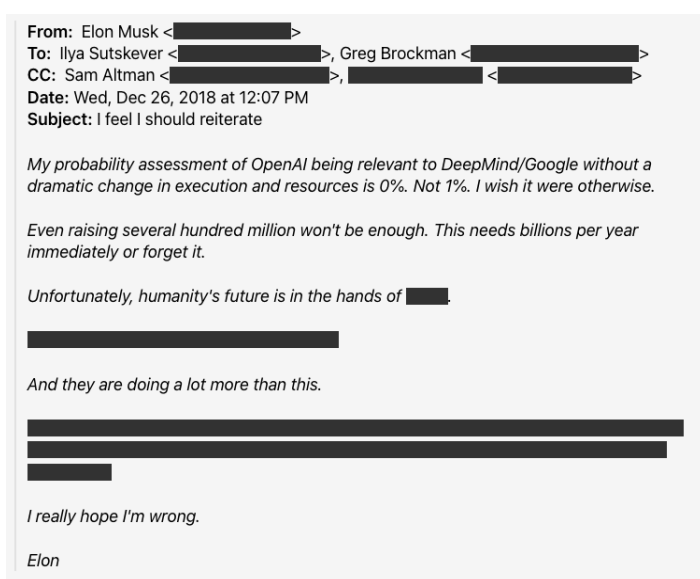 From: Elon Musk < >
To: Ilya Sutskever < >, Greg Brockman < >
CC: Sam Altman < >, < >
Date: Wed, Dec 26, 2018 at 12:07 PM
Subject: I feel I should reiterate
My probability assessment of OpenAI being relevant to DeepMind/Google without a
dramatic change in execution and resources is 0%. Not 1%. I wish it were otherwise.
Even raising several hundred million won't be enough. This needs billions per year
immediately or forget it.
Unfortunately, humanity's future is in the hands of .
And they are doing a lot more than this.
I really hope I'm wrong.
Elon